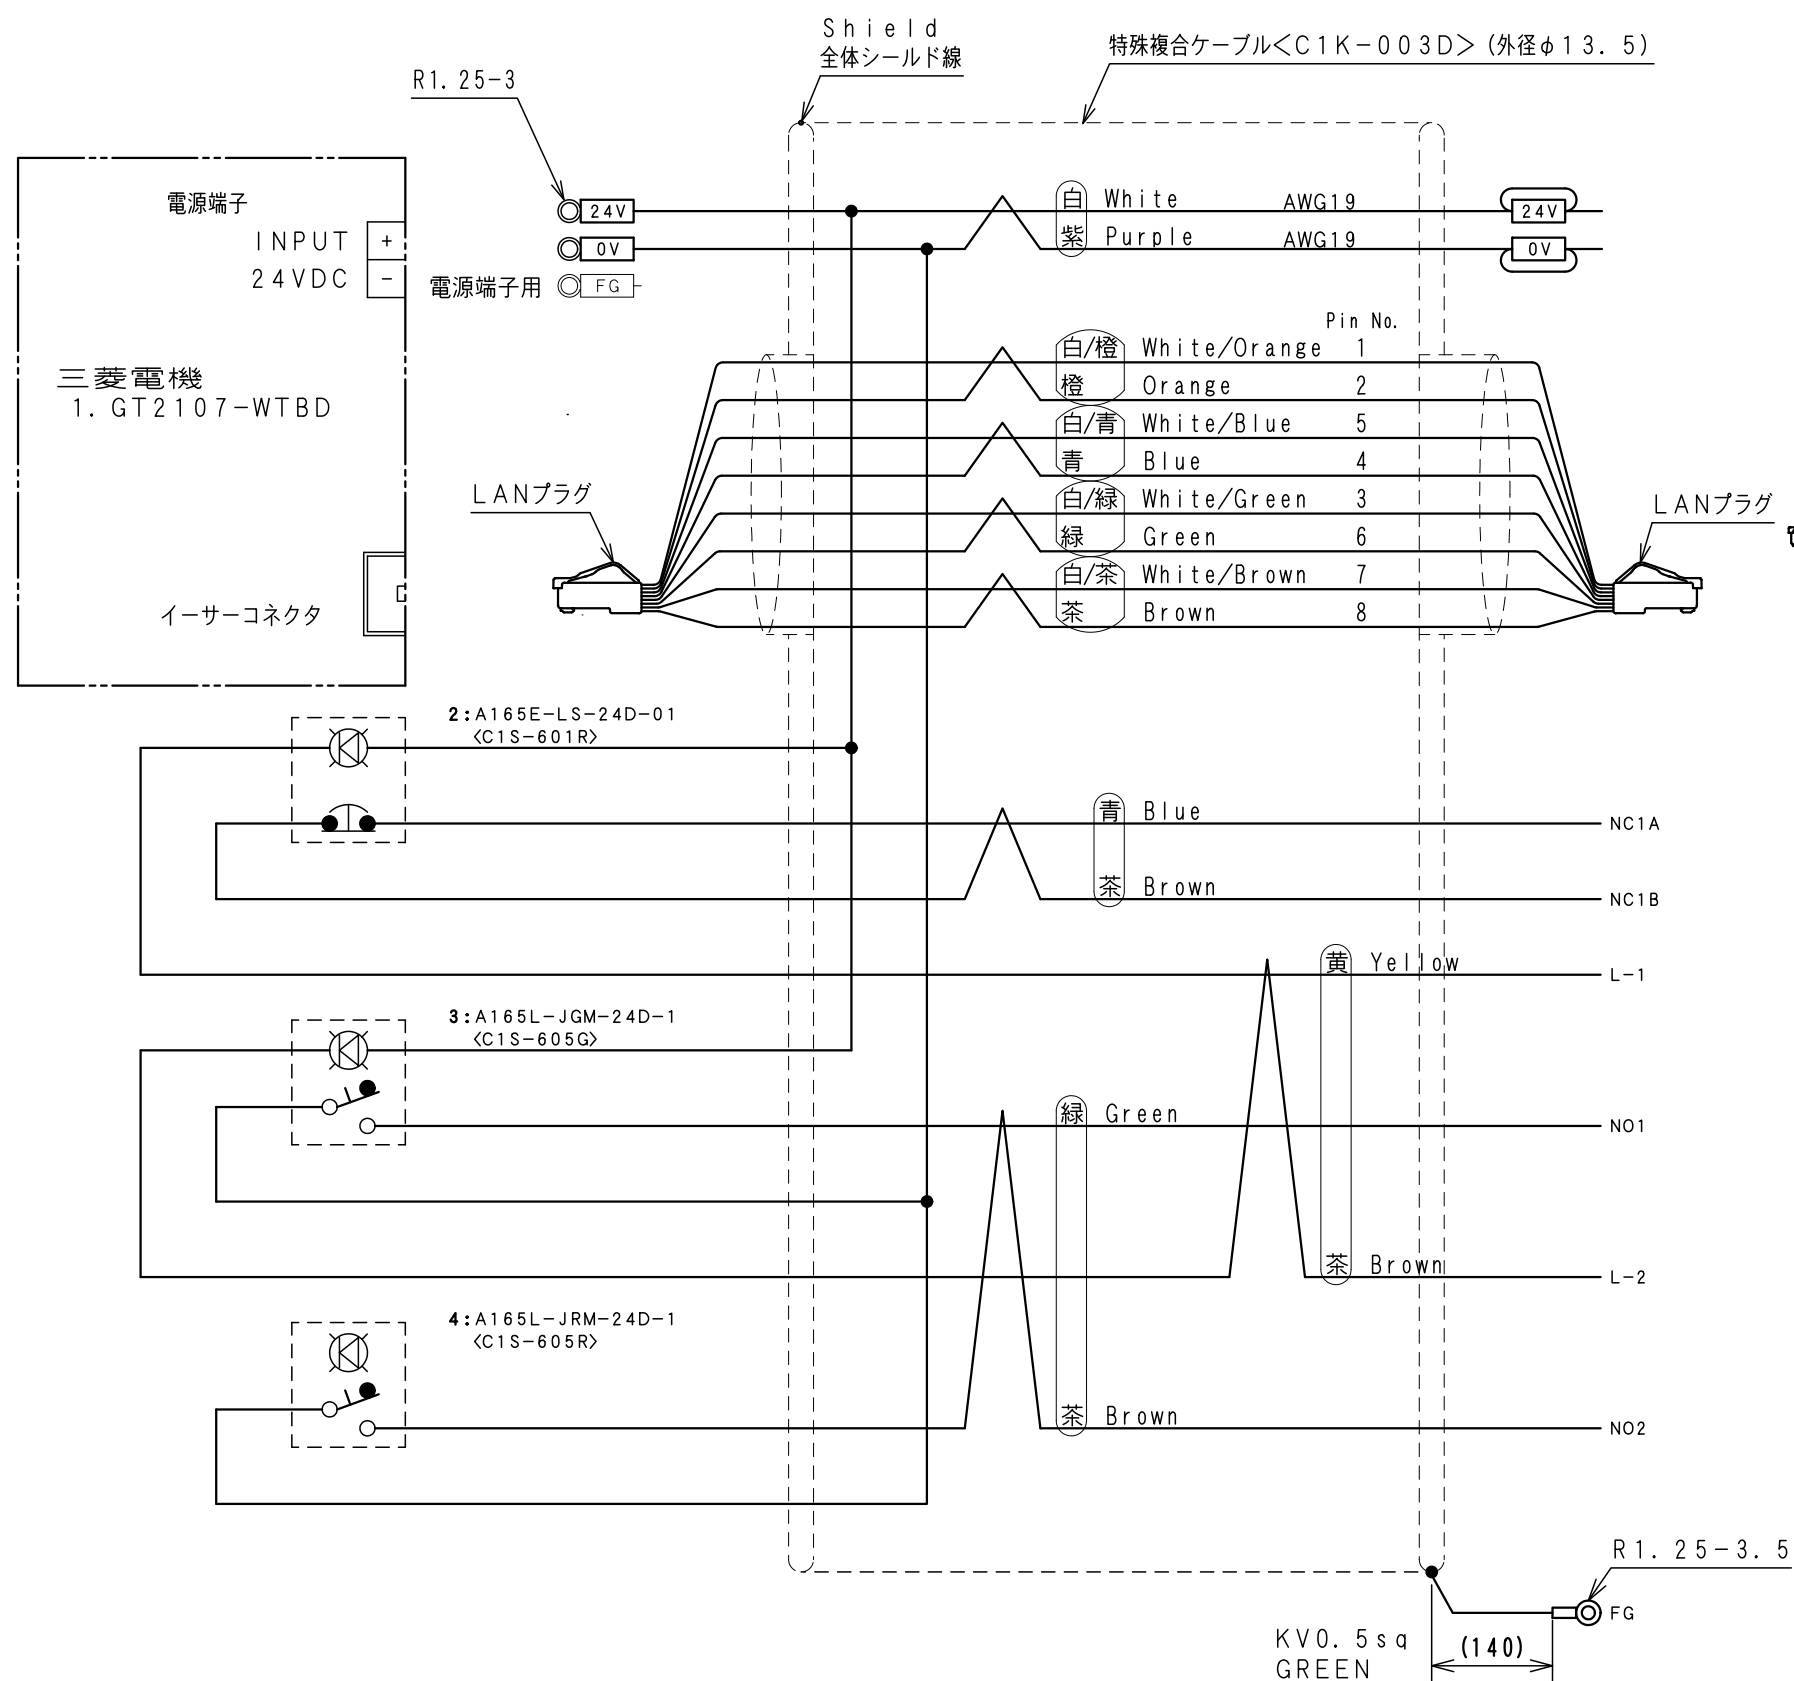 Shield
全体シールド線
特殊複合ケーブル<C1K-003D>(外径φ13.5)
R1.25-3
電源端子
INPUT
24VDC
+
-
24V
0V
電源端子用
FG
白 White AWG19
紫 Purple AWG19
24V
0V
三菱電機
1. GT2107-WTBD
イーサーコネクタ
LANプラグ
Pin No.
白/橙 White/Orange 1
橙 Orange 2
白/青 White/Blue 5
青 Blue 4
白/緑 White/Green 3
緑 Green 6
白/茶 White/Brown 7
茶 Brown 8
LANプラグ
2:A165E-LS-24D-01
<C1S-601R>
青 Blue
NC1A
茶 Brown
NC1B
黄 Yellow
L-1
3:A165L-JGM-24D-1
<C1S-605G>
緑 Green
NO1
茶 Brown
L-2
4:A165L-JRM-24D-1
<C1S-605R>
茶 Brown
NO2
R1.25-3.5
FG
KV0.5sq
GREEN
(140)